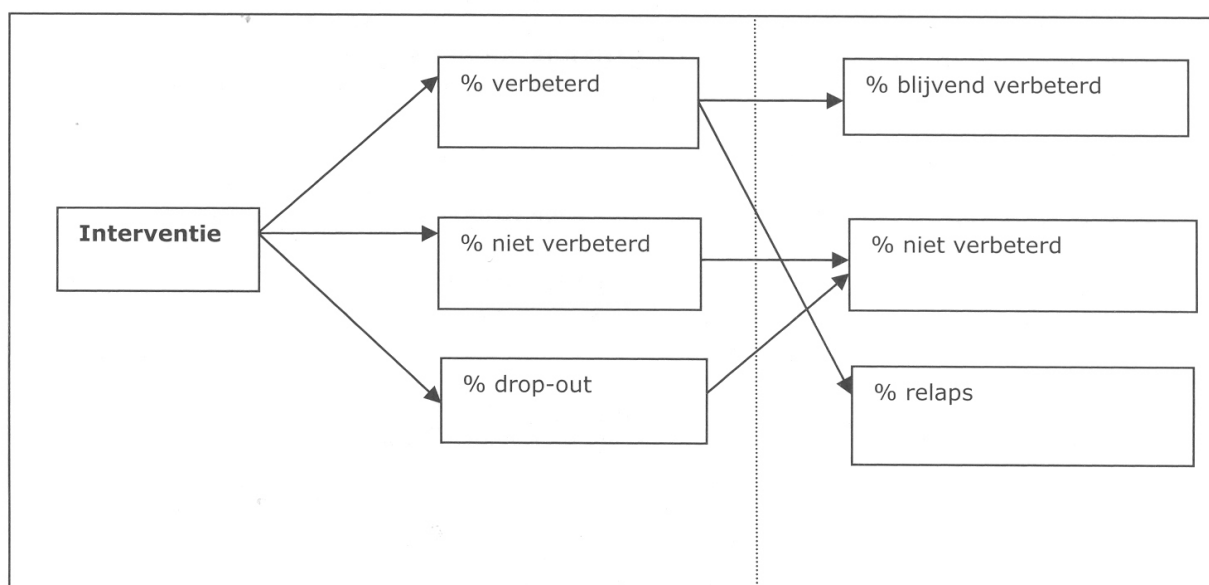 % verbeterd
% blijvend verbeterd
Interventie
% niet verbeterd
% niet verbeterd
% drop-out
% relaps